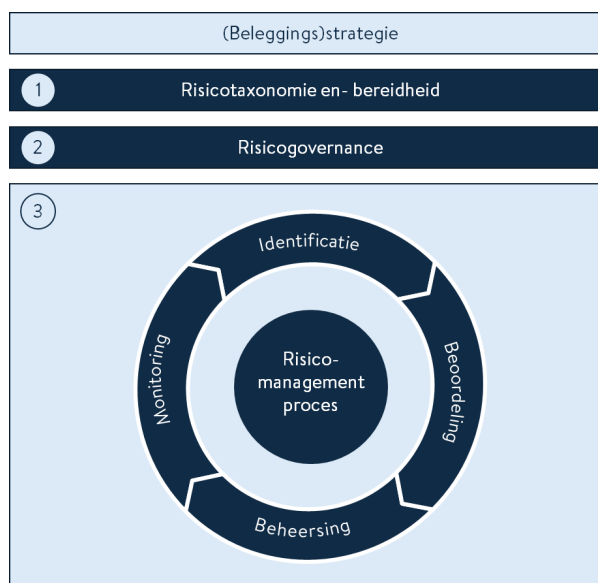 (Beleggings)strategie
1 Risicotaxonomie en- bereidheid
2 Risicogovernance
3
Identificatie
Beoordeling
Beheersing
Monitoring
Risico-
management
proces